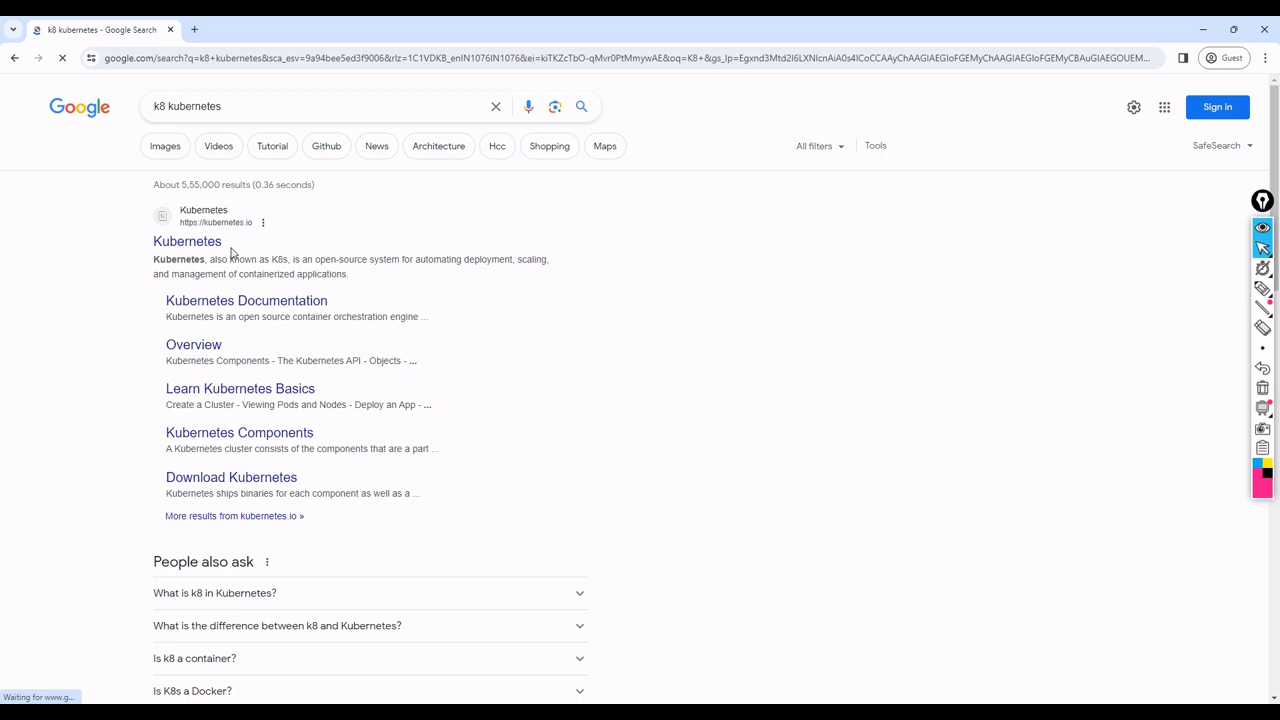 k8 kubernetes - Google Search
google.com/search?q=k8+kubernetes&sca_esv=9a94bee5ed3f9006&rlz=1C1VDKB_enIN1076IN1076&ei=kiTKZcTbO-qMvr0PtMmywAE&oq=K8+&gs_lp=Egxnd3Mtd2l6LXNlcnAiA0s4ICoCCAAyChAAGIAEGIoFGEMyChAAGIAEGIoFGEMyCBAuGIAEGOUEM...
Guest
Google
k8 kubernetes
Sign in
Images
Videos
Tutorial
Github
News
Architecture
Hcc
Shopping
Maps
All filters
Tools
SafeSearch
About 5,55,000 results (0.36 seconds)
Kubernetes
https://kubernetes.io
Kubernetes
Kubernetes, also known as K8s, is an open-source system for automating deployment, scaling,
and management of containerized applications.
Kubernetes Documentation
Kubernetes is an open source container orchestration engine ...
Overview
Kubernetes Components - The Kubernetes API - Objects - ...
Learn Kubernetes Basics
Create a Cluster - Viewing Pods and Nodes - Deploy an App - ...
Kubernetes Components
A Kubernetes cluster consists of the components that are a part ...
Download Kubernetes
Kubernetes ships binaries for each component as well as a ...
More results from kubernetes.io »
People also ask
What is k8 in Kubernetes?
What is the difference between k8 and Kubernetes?
Is k8 a container?
Is K8s a Docker?
Waiting for www.g...